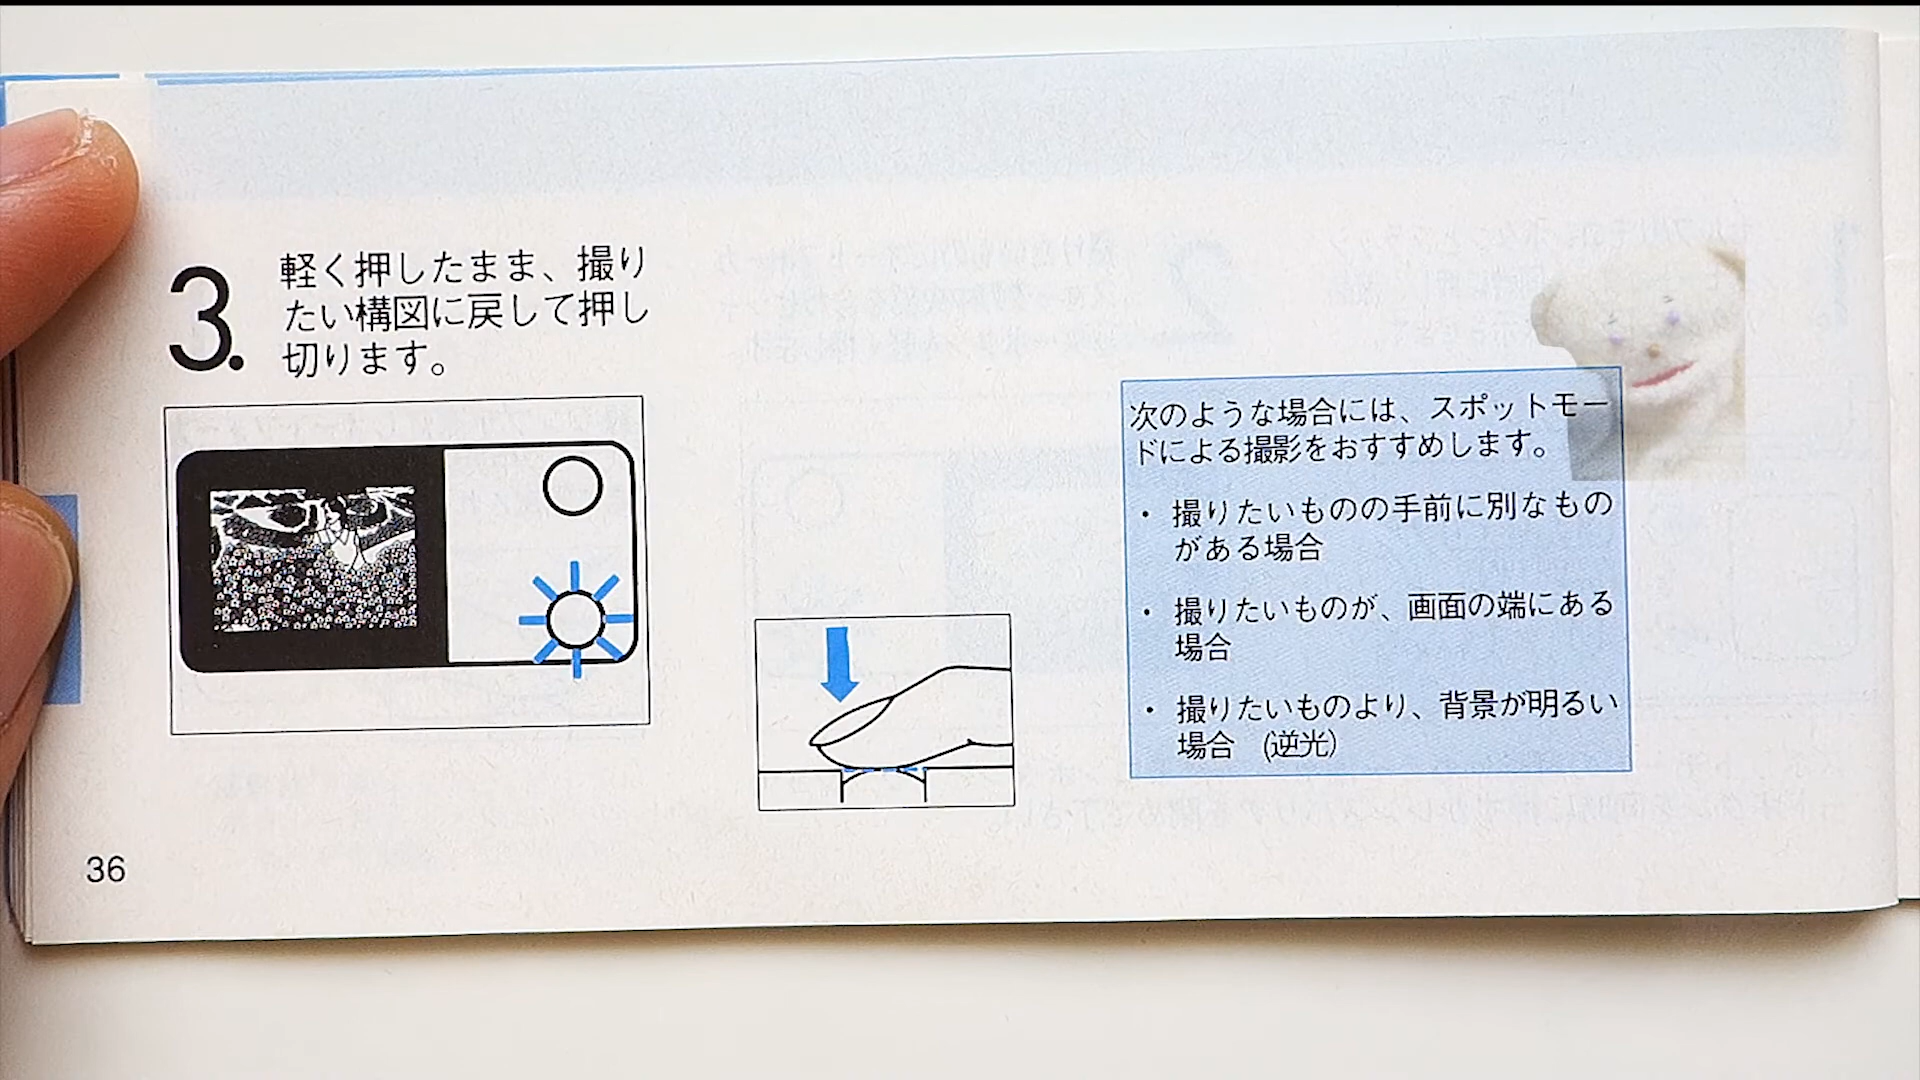 3.
軽く押したまま、撮り
たい構図に戻して押し
切ります。
次のような場合には、スポットモー
ドによる撮影をおすすめします。
・ 撮りたいものの手前に別なもの
がある場合
・ 撮りたいものが、画面の端にある
場合
・ 撮りたいものより、背景が明るい
場合 (逆光)
36